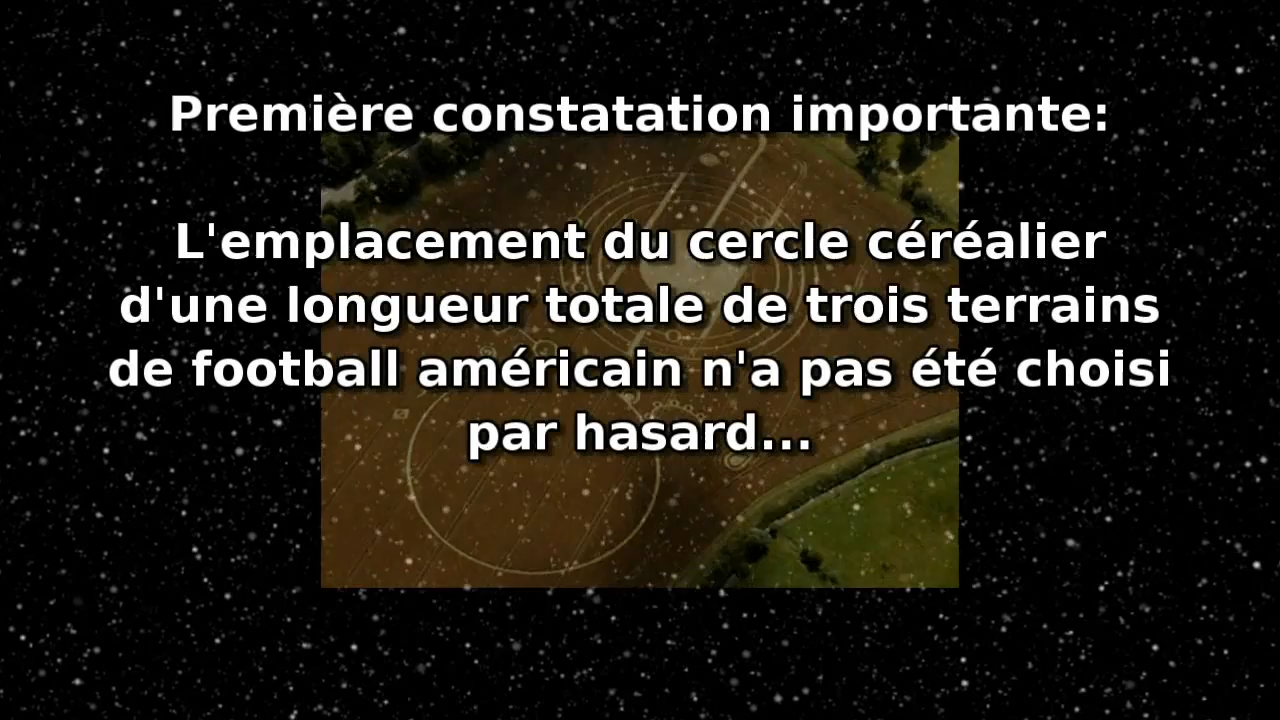 Première constatation importante:
L'emplacement du cercle céréalier
d'une longueur totale de trois terrains
de football américain n'a pas été choisi
par hasard...